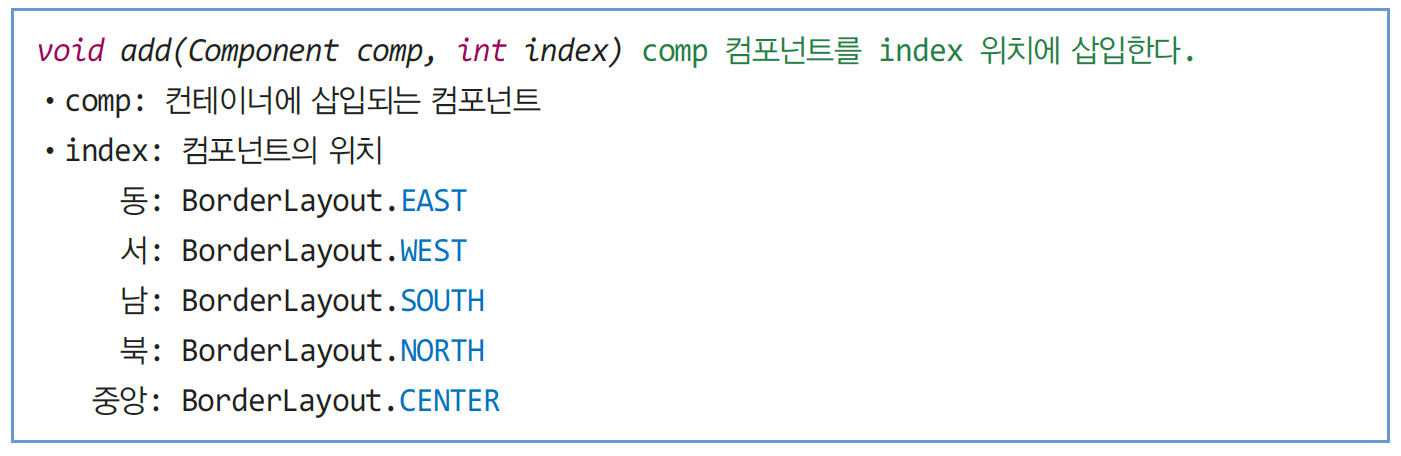 void add(Component comp, int index) comp 컴포넌트를 index 위치에 삽입한다.
• comp: 컨테이너에 삽입되는 컴포넌트
• index: 컴포넌트의 위치
동: BorderLayout.EAST
서: BorderLayout.WEST
남: BorderLayout.SOUTH
북: BorderLayout.NORTH
중앙: BorderLayout.CENTER